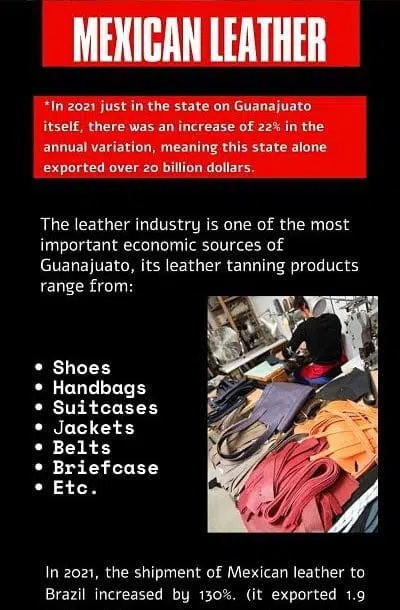 MEXICAN LEATHER
*In 2021 just in the state on Guanajuato
itself, there was an increase of 22% in the
annual variation, meaning this state alone
exported over 20 billion dollars.
The leather industry is one of the most
important economic sources of
Guanajuato, its leather tanning products
range from:
• Shoes
• Handbags
• Suitcases
• Jackets
• Belts
• Briefcase
• Etc.
In 2021, the shipment of Mexican leather to
Brazil increased by 130%. (it exported 1.9